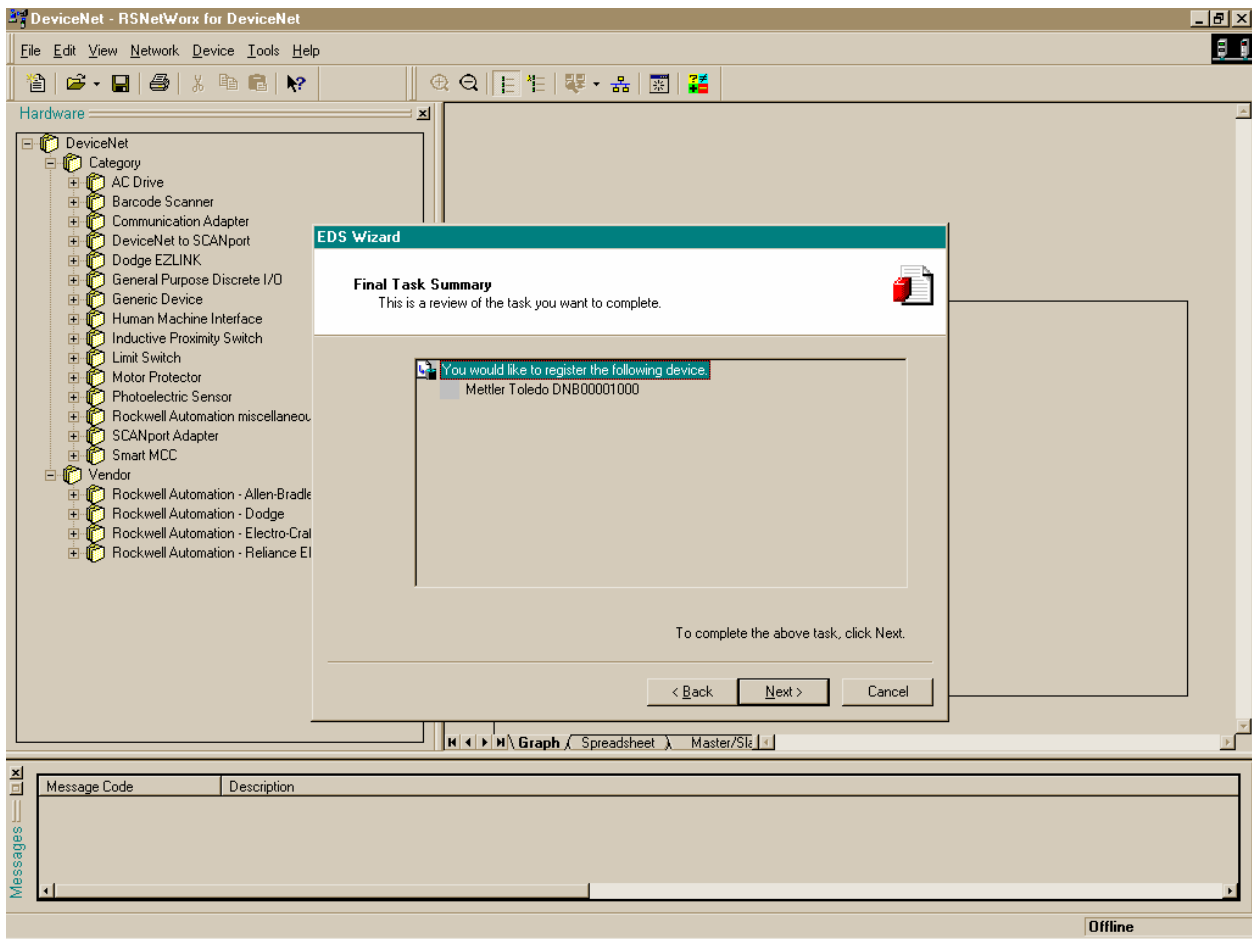 DeviceNet - RSNetWorx for DeviceNet
File Edit View Network Device Tools Help
Hardware
DeviceNet
Category
AC Drive
Barcode Scanner
Communication Adapter
DeviceNet to SCANport
Dodge EZLINK
General Purpose Discrete I/O
Generic Device
Human Machine Interface
Inductive Proximity Switch
Limit Switch
Motor Protector
Photoelectric Sensor
Rockwell Automation miscellaneou
SCANport Adapter
Smart MCC
Vendor
Rockwell Automation - Allen-Bradle
Rockwell Automation - Dodge
Rockwell Automation - Electro-Craf
Rockwell Automation - Reliance El
EDS Wizard
Final Task Summary
This is a review of the task you want to complete.
You would like to register the following device.
Mettler Toledo DNB00001000
To complete the above task, click Next.
< Back Next > Cancel
Graph Spreadsheet Master/Sla
Messages
Message Code Description
Offline